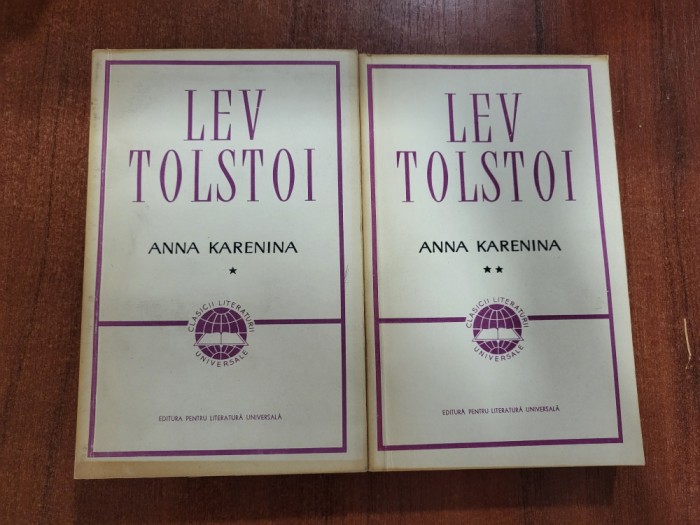 LEV
TOLSTOI
ANNA KARENINA
*
CLASICII LITERATURII
UNIVERSALE
EDITURA PENTRU LITERATURĂ UNIVERSALĂ
LEV
TOLSTOI
ANNA KARENINA
**
CLASICII LITERATURII
UNIVERSALE
EDITURA PENTRU LITERATURĂ UNIVERSALĂ